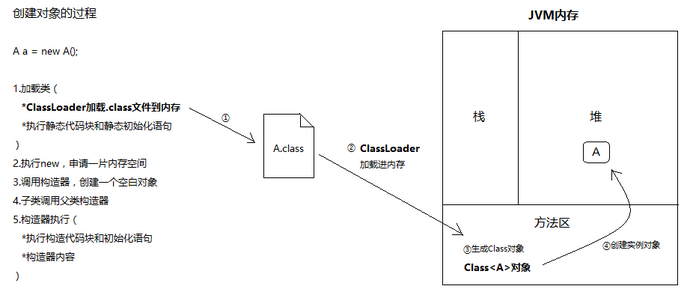 创建对象的过程
A a = new A();
1.加载类（
*ClassLoader加载.class文件到内存
*执行静态代码块和静态初始化语句
）
2.执行new，申请一片内存空间
3.调用构造器，创建一个空白对象
4.子类调用父类构造器
5.构造器执行（
*执行构造代码块和初始化语句
*构造器内容
）
①
A.class
② ClassLoader
加载进内存
JVM内存
栈
堆
A
方法区
③生成Class对象
Class<A>对象
④创建实例对象